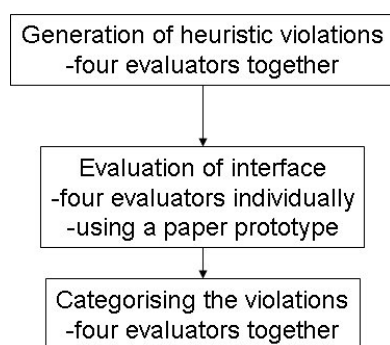 Generation of heuristic violations
-four evaluators together
Evaluation of interface
-four evaluators individually
-using a paper prototype
Categorising the violations
-four evaluators together